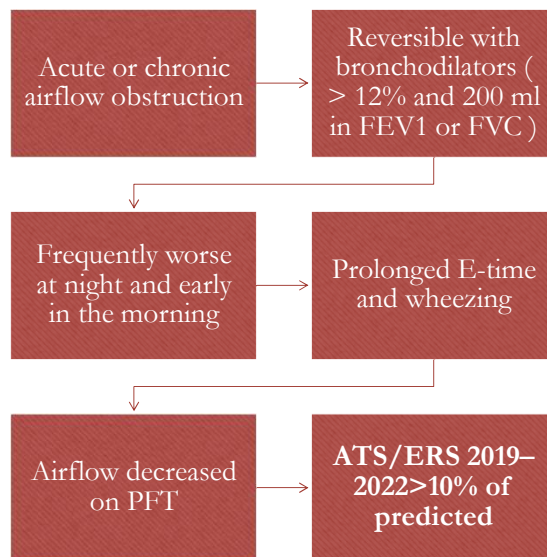 Acute or chronic
airflow obstruction
Reversible with
bronchodilators (
> 12% and 200 ml
in FEV1 or FVC )
Frequently worse
at night and early
in the morning
Prolonged E-time
and wheezing
Airflow decreased
on PFT
ATS/ERS 2019–
2022>10% of
predicted